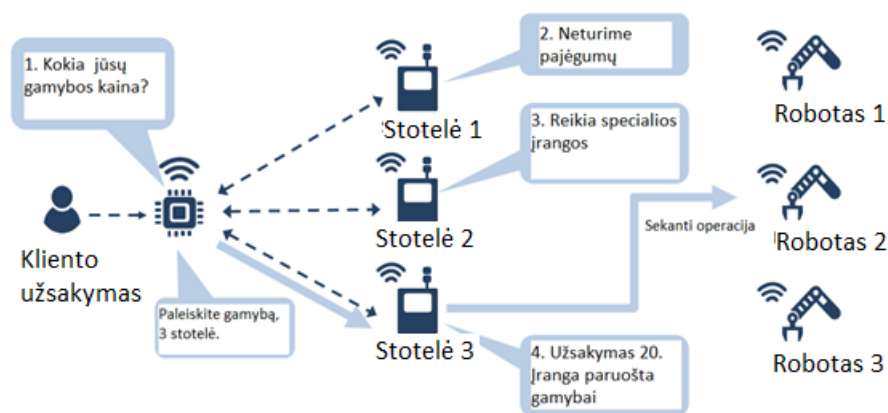 1. Kokia jūsų
gamybos kaina?
2. Neturime
pajėgumų
Stotelė 1
Robotas 1
3. Reikia specialios
įrangos
Kliento
užsakymas
Stotelė 2
Sekanti operacija
Robotas 2
Paleiskite gamybą,
3 stotelė.
Stotelė 3
4. Užsakymas 20.
Įranga paruošta
gamybai
Robotas 3